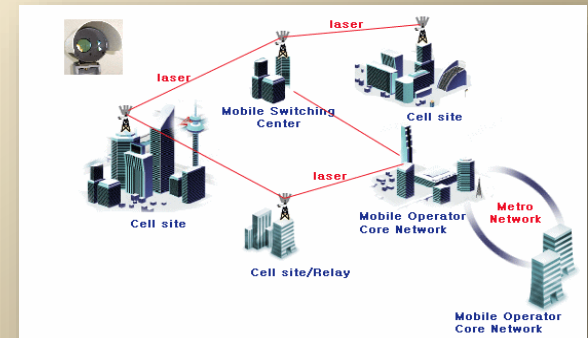 laser
laser
Mobile Switching
Center
Cell site
Cell site
laser
Mobile Operator
Core Network
Metro
Network
Cell site/Relay
Mobile Operator
Core Network